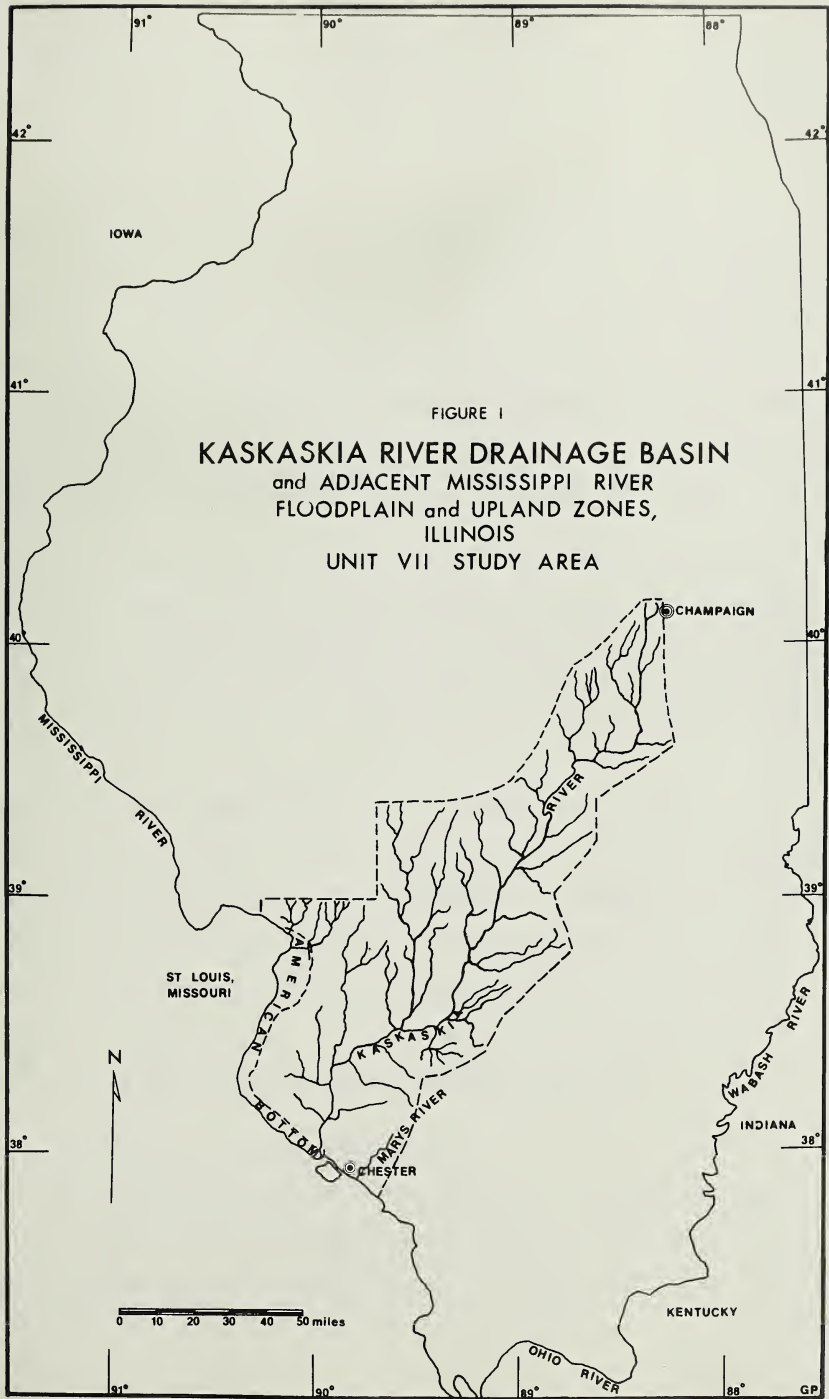 91°
90°
89°
88°
42°
42°
IOWA
41°
41°
FIGURE I
KASKASKIA RIVER DRAINAGE BASIN
and ADJACENT MISSISSIPPI RIVER
FLOODPLAIN and UPLAND ZONES,
ILLINOIS
UNIT VII STUDY AREA
CHAMPAIGN
40°
40°
MISSISSIPPI
RIVER
RIVER
39°
39°
AMERICAN
BOTTOM
ST LOUIS,
MISSOURI
KASKASKI
N
WABASH RIVER
INDIANA
MARYS RIVER
38°
38°
CHESTER
0 10 20 30 40 50 miles
KENTUCKY
OHIO RIVER
91°
90°
89°
88°
GP